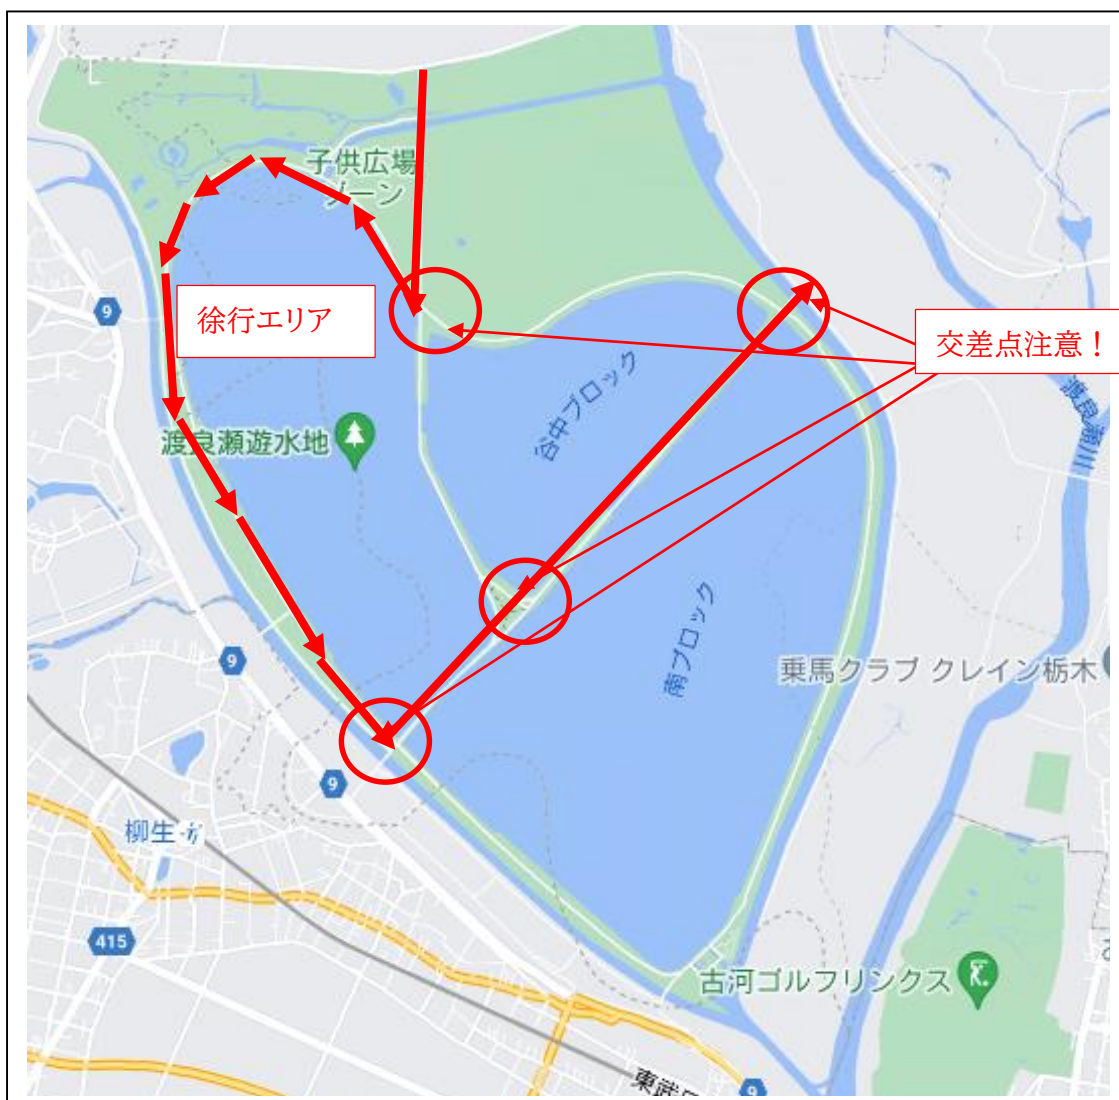 子供広場
ゾーン
9
徐行エリア
交差点注意！
谷中ブロック
渡良瀬川
渡良瀬遊水地
南ブロック
乗馬クラブ クレイン栃木
9
9
柳生
415
古河ゴルフリンクス
東武
9